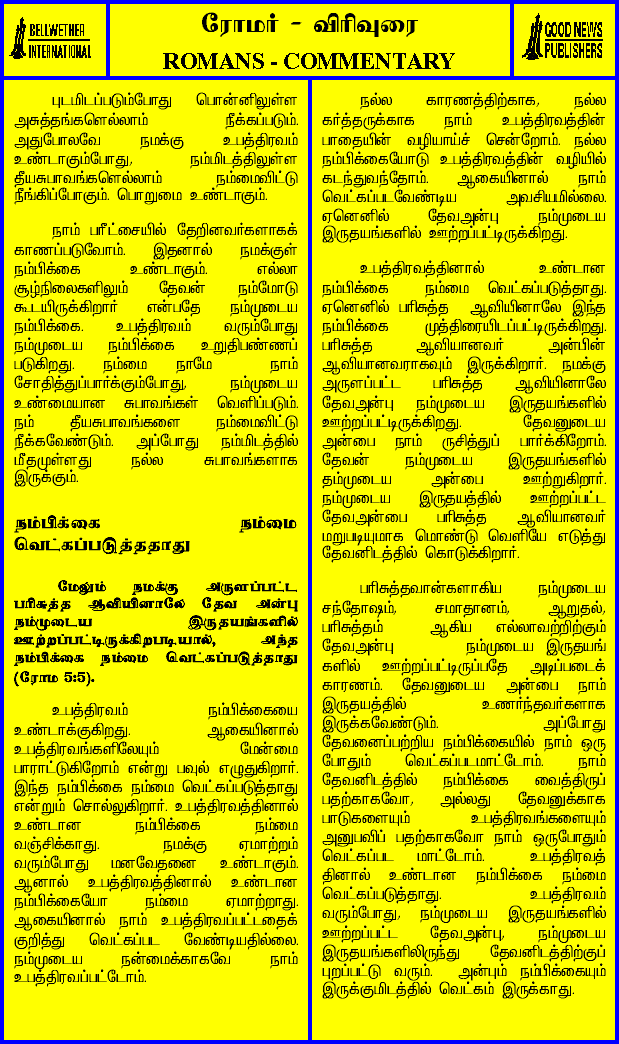 BELLWETHER
INTERNATIONAL
ரோமர் - விரிவுரை
ROMANS - COMMENTARY
GOOD NEWS
PUBLISHERS
புடமிடப்படும்போது பொன்னிலுள்ள
அசுத்தங்களெல்லாம் நீக்கப்படும்.
அதுபோலவே நமக்கு உபத்திரவம்
உண்டாகும்போது, நம்மிடத்திலுள்ள
தீயசுபாவங்களெல்லாம் நம்மைவிட்டு
நீங்கிப்போகும். பொறுமை உண்டாகும்.
நாம் பரீட்சையில் தேறினவர்களாகக்
காணப்படுவோம். இதனால் நமக்குள்
நம்பிக்கை உண்டாகும். எல்லா
சூழ்நிலைகளிலும் தேவன் நம்மோடு
கூடயிருக்கிறார் என்பதே நம்முடைய
நம்பிக்கை. உபத்திரவம் வரும்போது
நம்முடைய நம்பிக்கை உறுதிபண்ணப்
படுகிறது. நம்மை நாமே நாம்
சோதித்துப்பார்க்கும்போது, நம்முடைய
உண்மையான சுபாவங்கள் வெளிப்படும்.
நம் தீயசுபாவங்களை நம்மைவிட்டு
நீக்கவேண்டும். அப்போது நம்மிடத்தில்
மீதமுள்ளது நல்ல சுபாவங்களாக
இருக்கும்.
நம்பிக்கை நம்மை
வெட்கப்படுத்ததாது
மேலும் நமக்கு அருளப்பட்ட
பரிசுத்த ஆவியினாலே தேவ அன்பு
நம்முடைய இருதயங்களில்
ஊற்றப்பட்டிருக்கிறபடியால், அந்த
நம்பிக்கை நம்மை வெட்கப்படுத்தாது
(ரோம 5:5).
உபத்திரவம் நம்பிக்கையை
உண்டாக்குகிறது. ஆகையினால்
உபத்திரவங்களிலேயும் மேன்மை
பாராட்டுகிறோம் என்று பவுல் எழுதுகிறார்.
இந்த நம்பிக்கை நம்மை வெட்கப்படுத்தாது
என்றும் சொல்லுகிறார். உபத்திரவத்தினால்
உண்டான நம்பிக்கை நம்மை
வஞ்சிக்காது. நமக்கு ஏமாற்றம்
வரும்போது மனவேதனை உண்டாகும்.
ஆனால் உபத்திரவத்தினால் உண்டான
நம்பிக்கையோ நம்மை ஏமாற்றாது.
ஆகையினால் நாம் உபத்திரவப்பட்டதைக்
குறித்து வெட்கப்பட வேண்டியதில்லை.
நம்முடைய நன்மைக்காகவே நாம்
உபத்திரவப்பட்டோம்.
நல்ல காரணத்திற்காக, நல்ல
கர்த்தருக்காக நாம் உபத்திரவத்தின்
பாதையின் வழியாய்ச் சென்றோம். நல்ல
நம்பிக்கையோடு உபத்திரவத்தின் வழியில்
கடந்துவந்தோம். ஆகையினால் நாம்
வெட்கப்படவேண்டிய அவசியமில்லை.
ஏனெனில் தேவஅன்பு நம்முடைய
இருதயங்களில் ஊற்றப்பட்டிருக்கிறது.
உபத்திரவத்தினால் உண்டான
நம்பிக்கை நம்மை வெட்கப்படுத்தாது.
ஏனெனில் பரிசுத்த ஆவியினாலே இந்த
நம்பிக்கை முத்திரையிடப்பட்டிருக்கிறது.
பரிசுத்த ஆவியானவர் அன்பின்
ஆவியானவராகவும் இருக்கிறார். நமக்கு
அருளப்பட்ட பரிசுத்த ஆவியினாலே
தேவஅன்பு நம்முடைய இருதயங்களில்
ஊற்றப்பட்டிருக்கிறது. தேவனுடைய
அன்பை நாம் ருசித்துப் பார்க்கிறோம்.
தேவன் நம்முடைய இருதயங்களில்
தம்முடைய அன்பை ஊற்றுகிறார்.
நம்முடைய இருதயத்தில் ஊற்றப்பட்ட
தேவஅன்பை பரிசுத்த ஆவியானவர்
மறுபடியுமாக மொண்டு வெளியே எடுத்து
தேவனிடத்தில் கொடுக்கிறார்.
பரிசுத்தவான்களாகிய நம்முடைய
சந்தோஷம், சமாதானம், ஆறுதல்,
பரிசுத்தம் ஆகிய எல்லாவற்றிற்கும்
தேவஅன்பு நம்முடைய இருதயங்
களில் ஊற்றப்பட்டிருப்பதே அடிப்படைக்
காரணம். தேவனுடைய அன்பை நாம்
இருதயத்தில் உணர்ந்தவர்களாக
இருக்கவேண்டும். அப்போது
தேவனைப்பற்றிய நம்பிக்கையில் நாம் ஒரு
போதும் வெட்கப்படமாட்டோம். நாம்
தேவனிடத்தில் நம்பிக்கை வைத்திருப்
பதற்காகவோ, அல்லது தேவனுக்காக
பாடுகளையும் உபத்திரவங்களையும்
அனுபவிப் பதற்காகவோ நாம் ஒருபோதும்
வெட்கப்பட மாட்டோம். உபத்திரவத்
தினால் உண்டான நம்பிக்கை நம்மை
வெட்கப்படுத்தாது. உபத்திரவம்
வரும்போது, நம்முடைய இருதயங்களில்
ஊற்றப்பட்ட தேவஅன்பு, நம்முடைய
இருதயங்களிலிருந்து தேவனிடத்திற்குப்
புறப்பட்டு வரும். அன்பும் நம்பிக்கையும்
இருக்குமிடத்தில் வெட்கம் இருக்காது.